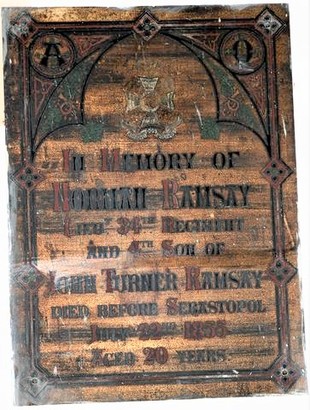 A Ω
In Memory of
Norman Ramsay
Lieut 34th Regiment
and 4th Son of
John Turner Ramsay
died before Sebastopol
June 22nd 1855
Aged 20 years